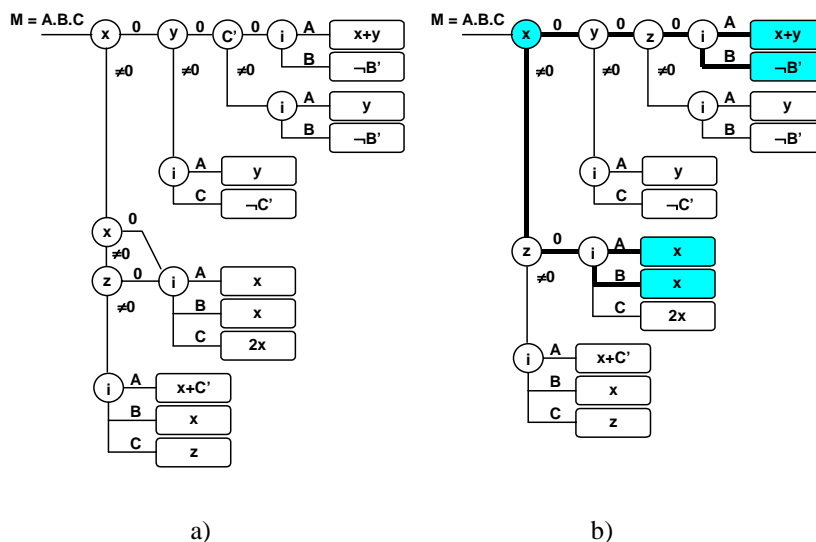 M = A.B.C x 0 y 0 C' 0 i A x+y
B ¬B'
≠0 ≠0 ≠0
i A y
B ¬B'
i A y
C ¬C'
x 0
≠0
z 0 i A x
≠0 B x
C 2x
i A x+C'
B x
C z
a)
M = A.B.C x 0 y 0 z 0 i A x+y
B ¬B'
≠0 ≠0 ≠0
i A y
B ¬B'
i A y
C ¬C'
z 0 i A x
≠0 B x
C 2x
i A x+C'
B x
C z
b)